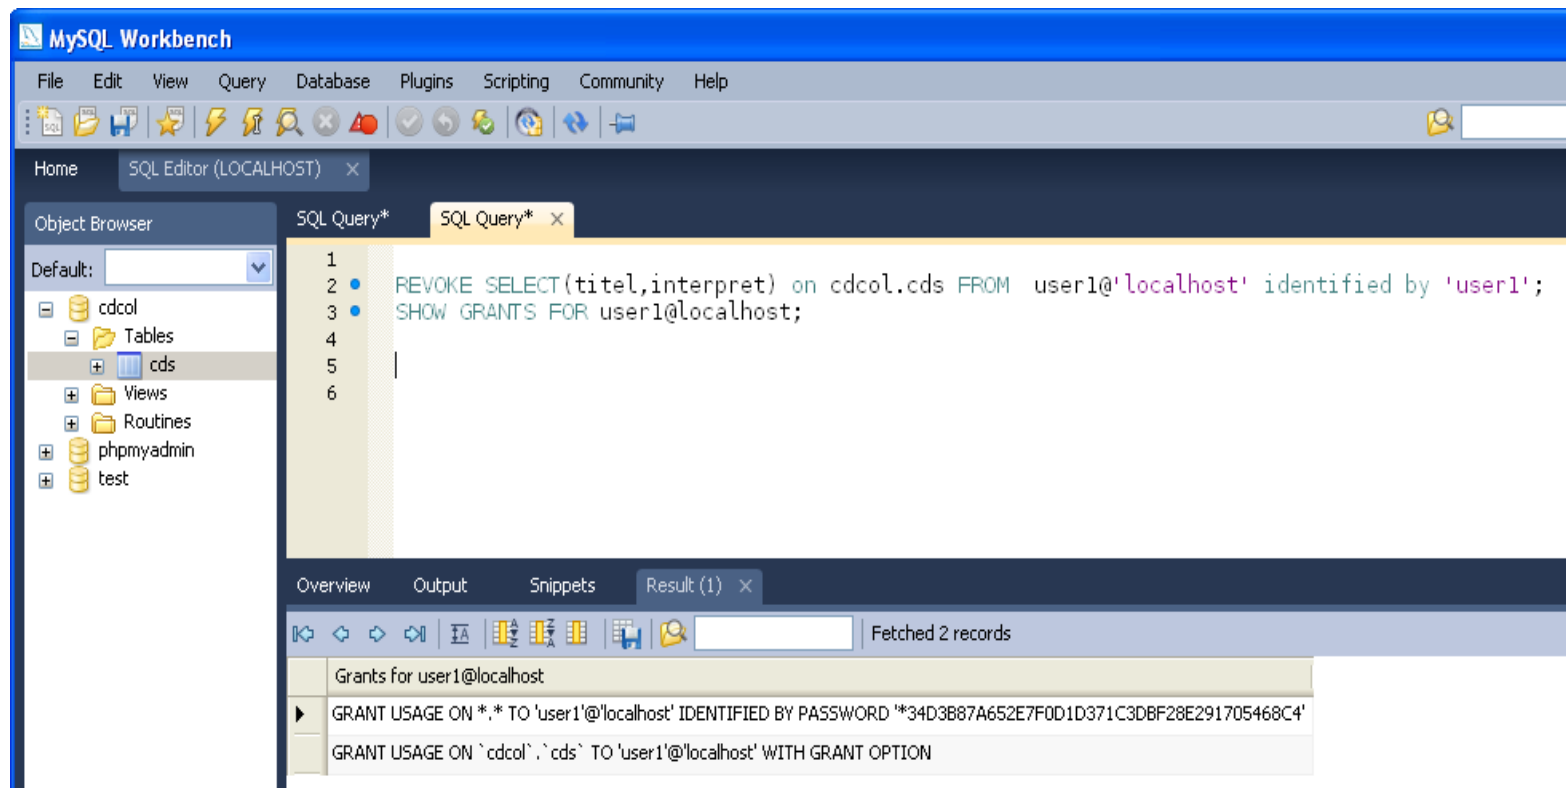 MySQL Workbench
File Edit View Query Database Plugins Scripting Community Help
Home SQL Editor (LOCALHOST)
Object Browser
SQL Query* SQL Query*
Default:
cdcol
Tables
cds
Views
Routines
phpmyadmin
test
1
2 REVOKE SELECT(titel,interpret) on cdcol.cds FROM user1@'localhost' identified by 'user1';
3 SHOW GRANTS FOR user1@localhost;
4
5
6
Overview Output Snippets Result (1)
Fetched 2 records
Grants for user1@localhost
GRANT USAGE ON *.* TO 'user1'@'localhost' IDENTIFIED BY PASSWORD '*34D3B87A652E7F0D1D371C3DBF28E291705468C4'
GRANT USAGE ON `cdcol`.`cds` TO 'user1'@'localhost' WITH GRANT OPTION